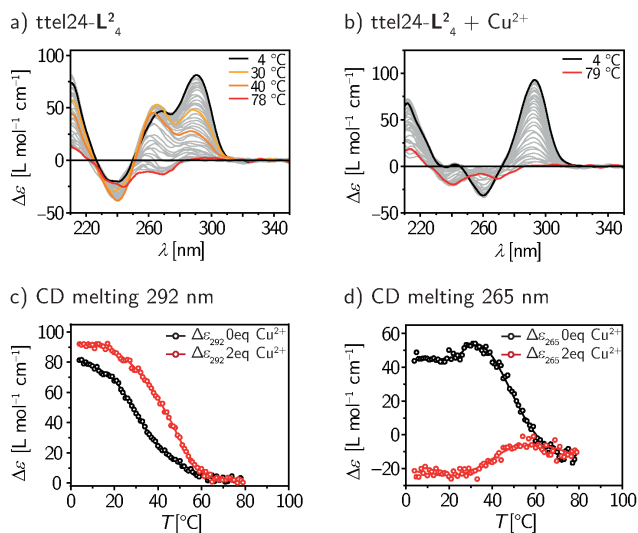 a) ttel24-L²₄
100
50
0
−50
Δε [L mol⁻¹ cm⁻¹]
4 °C
30 °C
40 °C
78 °C
220 260 300 340
λ [nm]
b) ttel24-L²₄ + Cu²⁺
100
50
0
−50
Δε [L mol⁻¹ cm⁻¹]
4 °C
79 °C
220 260 300 340
λ [nm]
c) CD melting 292 nm
100
80
60
40
20
0
Δε [L mol⁻¹ cm⁻¹]
Δε₂₉₂ 0eq Cu²⁺
Δε₂₉₂ 2eq Cu²⁺
0 20 40 60 80 100
T [°C]
d) CD melting 265 nm
60
40
20
0
−20
Δε [L mol⁻¹ cm⁻¹]
Δε₂₆₅ 0eq Cu²⁺
Δε₂₆₅ 2eq Cu²⁺
0 20 40 60 80 100
T [°C]